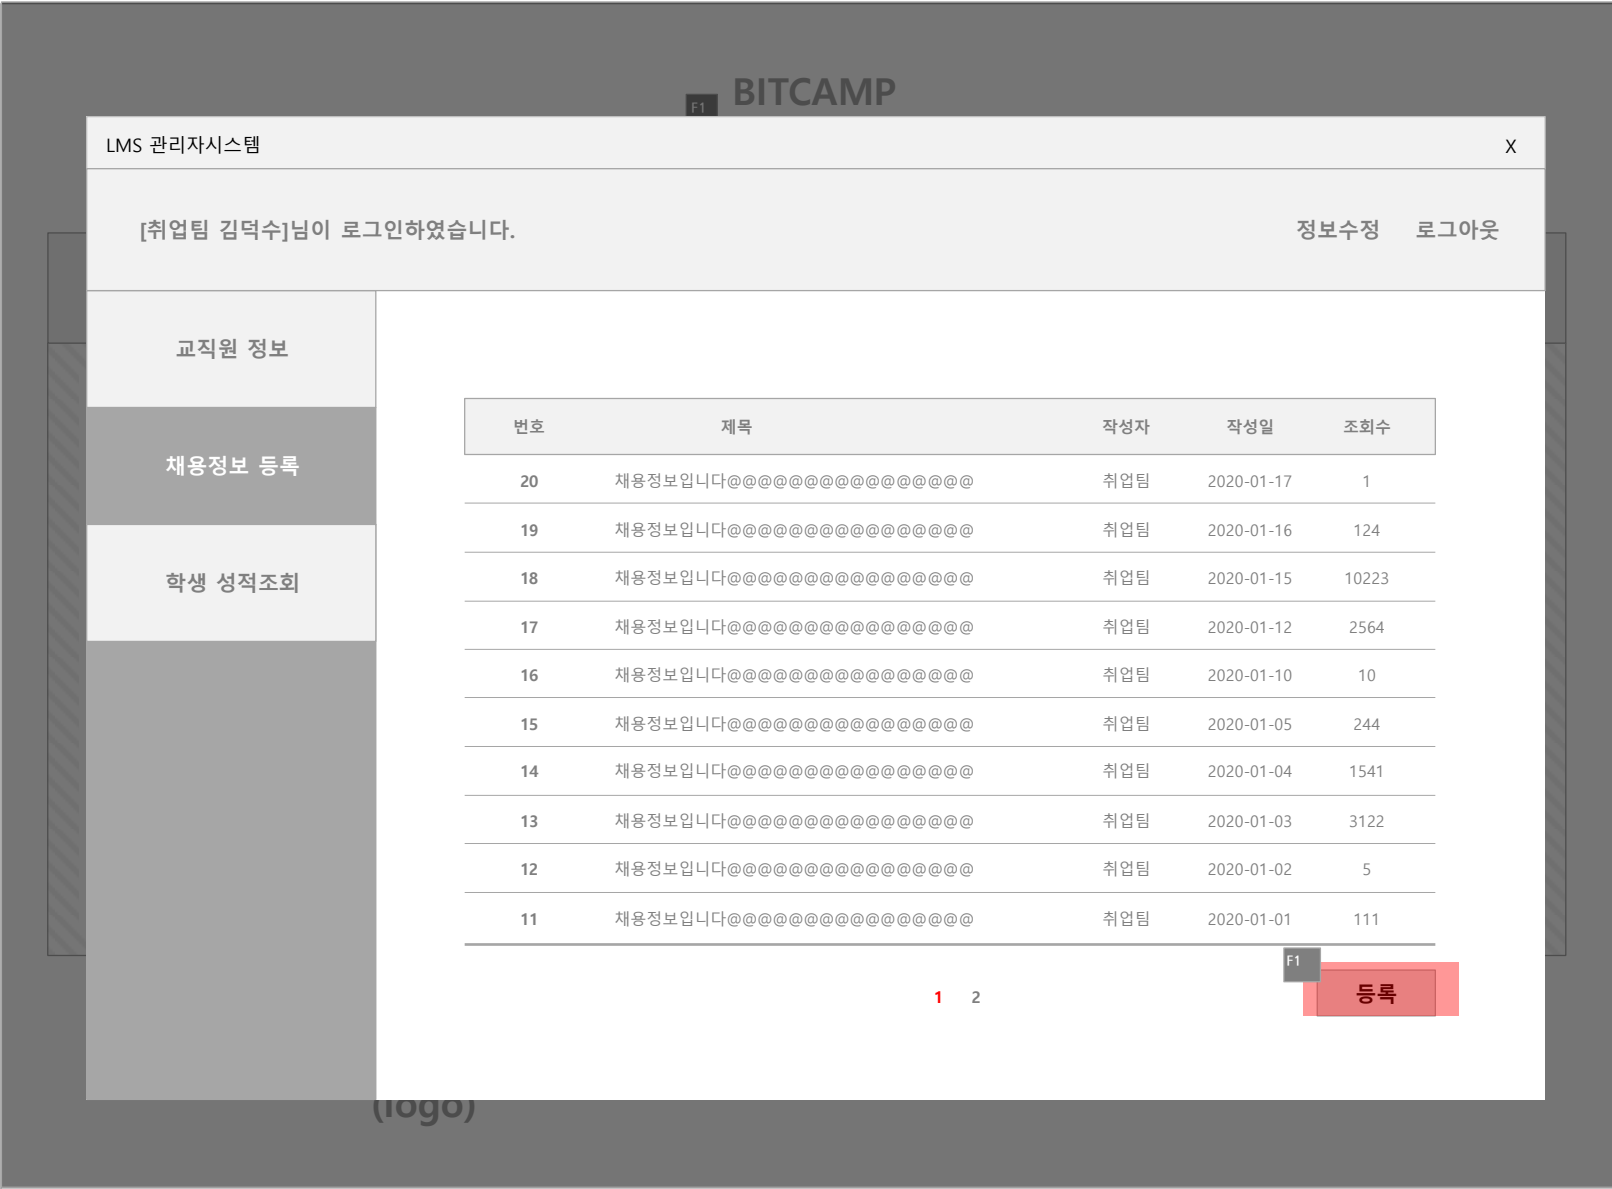 BITCAMP
F1
LMS 관리자시스템 X
[취업팀 김덕수]님이 로그인하였습니다. 정보수정 로그아웃
교직원 정보
채용정보 등록
학생 성적조회
번호 제목 작성자 작성일 조회수
20 채용정보입니다@@@@@@@@@@@@@@@@ 취업팀 2020-01-17 1
19 채용정보입니다@@@@@@@@@@@@@@@@ 취업팀 2020-01-16 124
18 채용정보입니다@@@@@@@@@@@@@@@@ 취업팀 2020-01-15 10223
17 채용정보입니다@@@@@@@@@@@@@@@@ 취업팀 2020-01-12 2564
16 채용정보입니다@@@@@@@@@@@@@@@@ 취업팀 2020-01-10 10
15 채용정보입니다@@@@@@@@@@@@@@@@ 취업팀 2020-01-05 244
14 채용정보입니다@@@@@@@@@@@@@@@@ 취업팀 2020-01-04 1541
13 채용정보입니다@@@@@@@@@@@@@@@@ 취업팀 2020-01-03 3122
12 채용정보입니다@@@@@@@@@@@@@@@@ 취업팀 2020-01-02 5
11 채용정보입니다@@@@@@@@@@@@@@@@ 취업팀 2020-01-01 111
F1
1 2
등록
(logo)